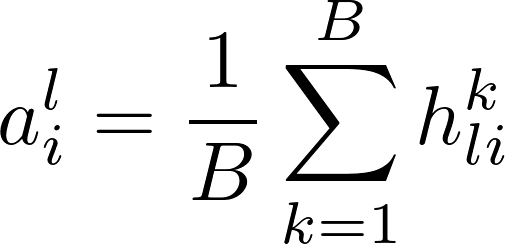 a_i^l = \frac{1}{B} \sum_{k=1}^{B} h_{li}^k